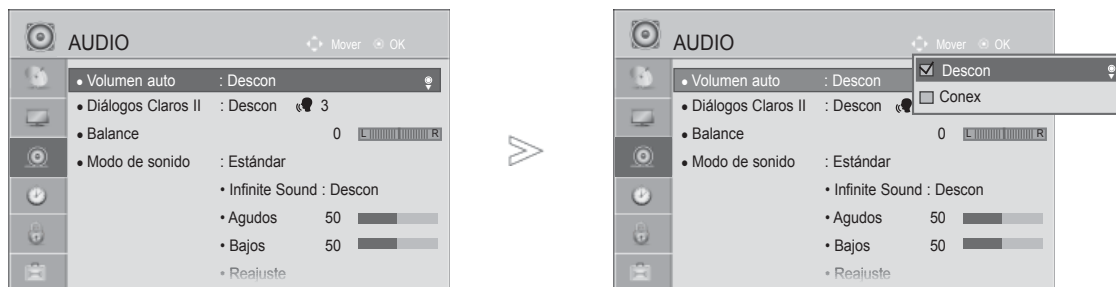 AUDIO Mover OK
• Volumen auto : Descon
• Diálogos Claros II : Descon 3
• Balance 0 L R
• Modo de sonido : Estándar
• Infinite Sound : Descon
• Agudos 50
• Bajos 50
• Reajuste
AUDIO Mover OK
• Volumen auto : Descon
Descon
Conex
• Diálogos Claros II : Descon
• Balance 0 L R
• Modo de sonido : Estándar
• Infinite Sound : Descon
• Agudos 50
• Bajos 50
• Reajuste